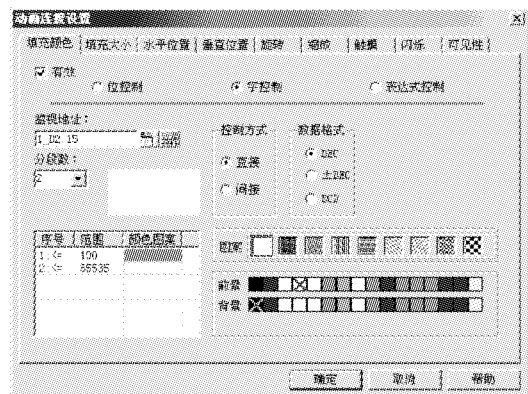 动画连接设置
填充颜色 填充大小 水平位置 垂直位置 旋转 缩放 触摸 闪烁 可见性
有效
位控制 字控制 表达式控制
监视地址：
1_D2.15
分段数：
2
控制方式
直接
间接
数据格式
DEC
±DEC
BCD
序号 范围 颜色图案
1:<= 100
2:<= 65535
图案
前景
背景
确定 取消 帮助